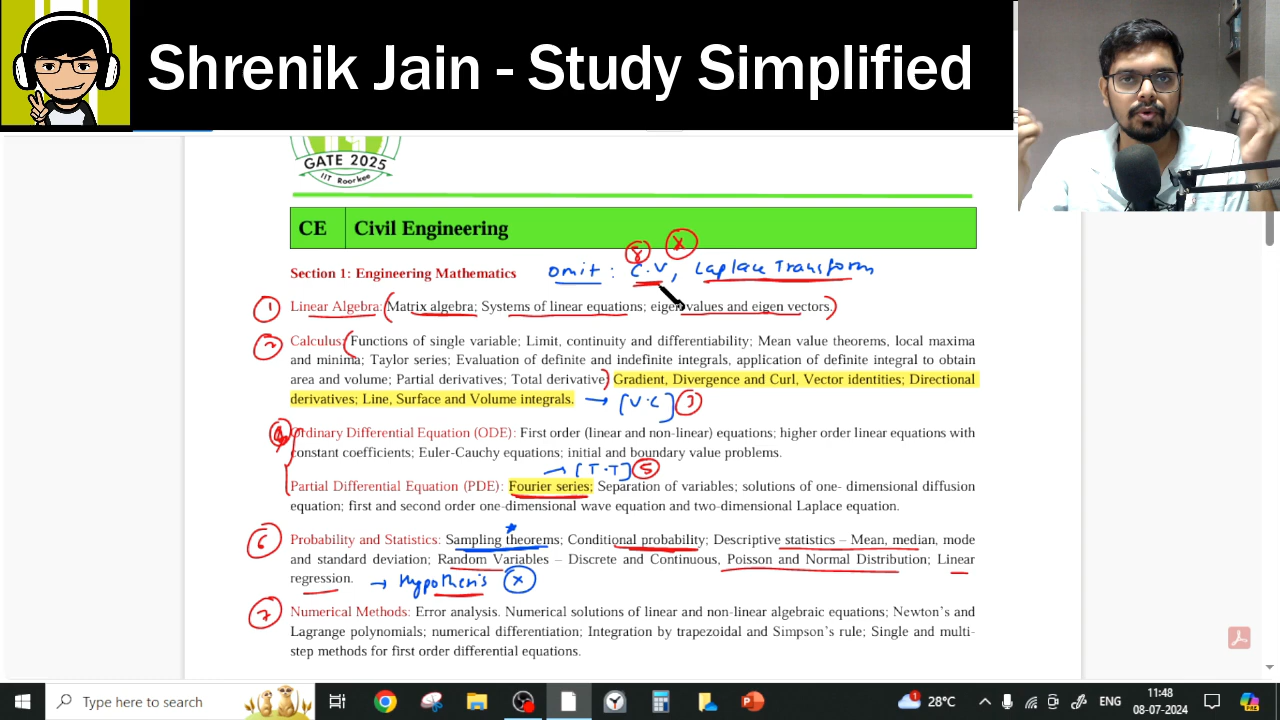 Shrenik Jain - Study Simplified
GATE 2025
IIT Roorkee
CE Civil Engineering
8 X
Section 1: Engineering Mathematics omit : C.V, Laplace Transform
1 Linear Algebra: (Matrix algebra; Systems of linear equations; eigen values and eigen vectors.)
2 Calculus: (Functions of single variable; Limit, continuity and differentiability; Mean value theorems, local maxima
and minima; Taylor series; Evaluation of definite and indefinite integrals, application of definite integral to obtain
area and volume; Partial derivatives; Total derivative;) Gradient, Divergence and Curl, Vector identities; Directional
derivatives; Line, Surface and Volume integrals. → [V.C] 3
4 Ordinary Differential Equation (ODE): First order (linear and non-linear) equations; higher order linear equations with
constant coefficients; Euler-Cauchy equations; initial and boundary value problems.
→ [T.T] 5
Partial Differential Equation (PDE): Fourier series; Separation of variables; solutions of one- dimensional diffusion
equation; first and second order one-dimensional wave equation and two-dimensional Laplace equation.
6 Probability and Statistics: Sampling theorems; Conditional probability; Descriptive statistics – Mean, median, mode
and standard deviation; Random Variables – Discrete and Continuous, Poisson and Normal Distribution; Linear
regression. → Hypothesis X
7 Numerical Methods: Error analysis. Numerical solutions of linear and non-linear algebraic equations; Newton's and
Lagrange polynomials; numerical differentiation; Integration by trapezoidal and Simpson's rule; Single and multi-
step methods for first order differential equations.
Type here to search
1 28°C ENG 11:48
08-07-2024